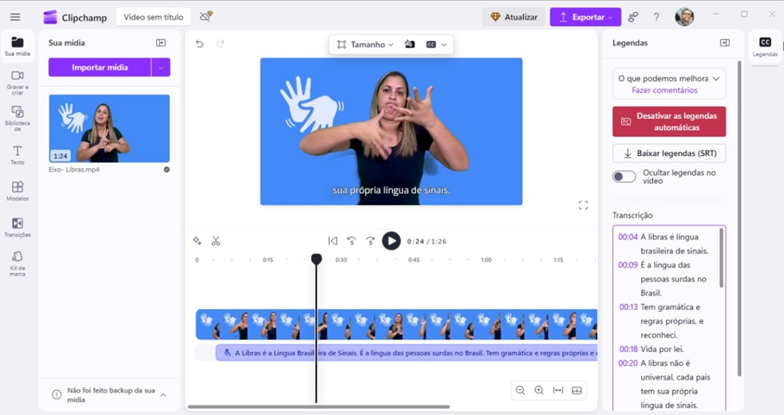 Clipchamp
Vídeo sem título
Atualizar
Exportar
Sua mídia
Importar mídia
1:24
Eixo- Libras.mp4
Sua mídia
Gravar e
criar
Biblioteca
de
Texto
Modelos
Transições
Kit de
marca
Não foi feito backup da sua
mídia
Tamanho
CC
sua própria língua de sinais.
5
5
0:24 / 1:26
0
0:15
0:30
0:45
1:00
1:15
A Libras é a Língua Brasileira de Sinais. É a língua das pessoas surdas no Brasil. Tem gramática e regras próprias e
Legendas
O que podemos melhora
Fazer comentários
Desativar as legendas
automáticas
Baixar legendas (SRT)
Ocultar legendas no
vídeo
Transcrição
00:04 A libras é língua
brasileira de sinais.
00:09 É a língua das
pessoas surdas no
Brasil.
00:13 Tem gramática e
regras próprias, e
reconheci.
00:18 Vida por lei.
00:20 A libras não é
universal, cada país
tem sua própria
língua de sinais.
CC
Legendas